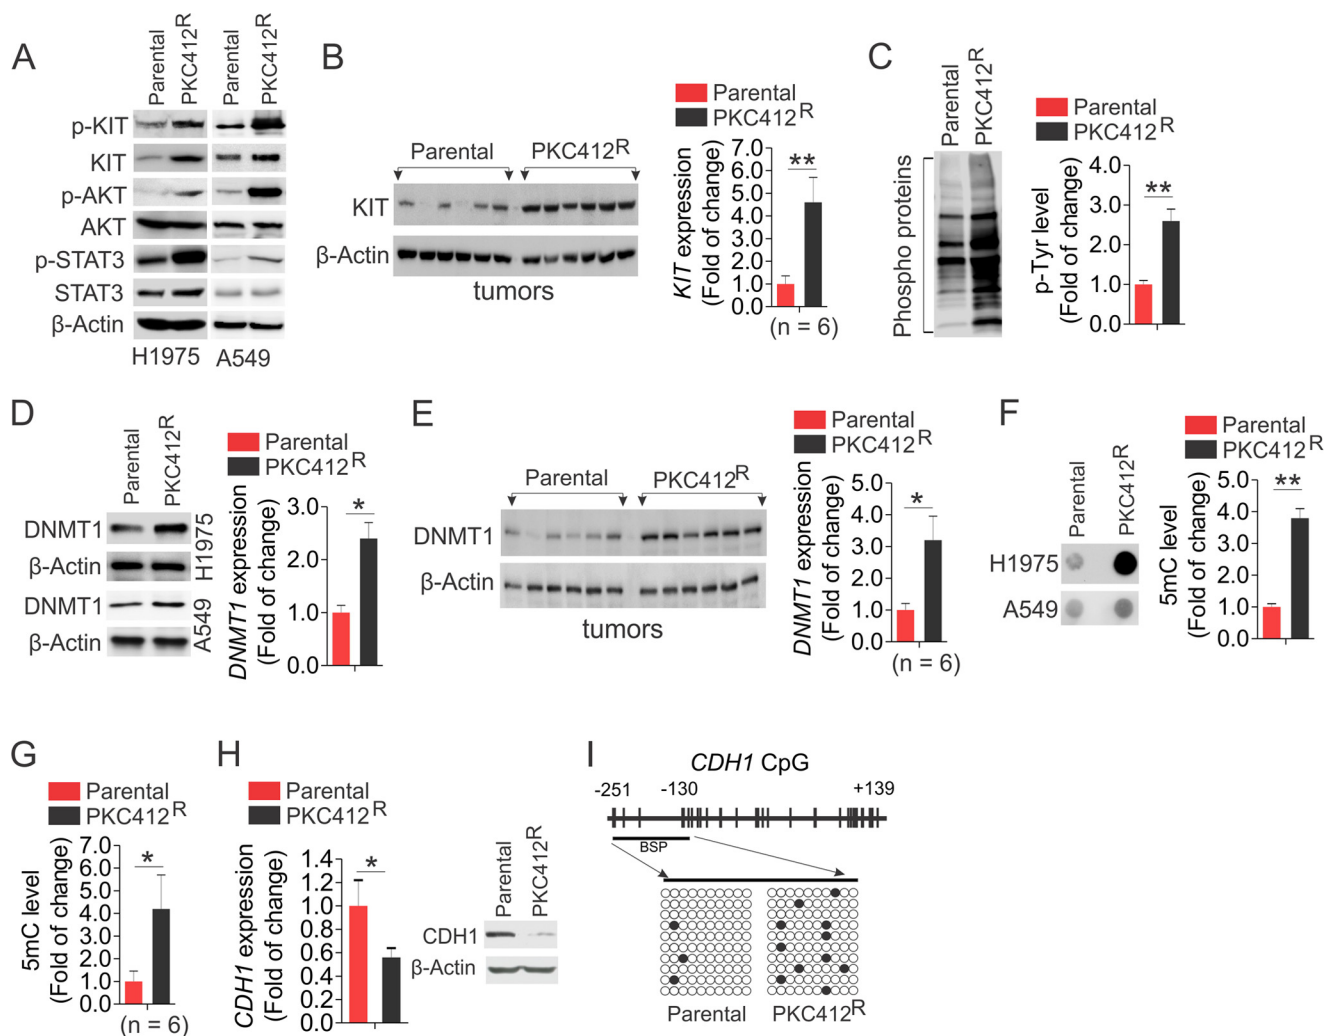 A
Parental
PKC412R
Parental
PKC412R
p-KIT
KIT
p-AKT
AKT
p-STAT3
STAT3
β-Actin
H1975 A549
B
Parental PKC412R
KIT
β-Actin
tumors
Parental
PKC412R
KIT expression
(Fold of change)
7.0
6.0
5.0
4.0
3.0
2.0
1.0
0.0
**
(n = 6)
C
Parental
PKC412R
Phospho proteins
Parental
PKC412R
p-Tyr level
(Fold of change)
4.0
3.0
2.0
1.0
0.0
**
D
Parental
PKC412R
DNMT1
β-Actin
H1975
DNMT1
β-Actin
A549
Parental
PKC412R
DNMT1 expression
(Fold of change)
3.0
2.0
1.0
0.0
*
E
Parental PKC412R
DNMT1
β-Actin
tumors
Parental
PKC412R
DNMT1 expression
(Fold of change)
5.0
4.0
3.0
2.0
1.0
0.0
*
(n = 6)
F
Parental
PKC412R
H1975
A549
Parental
PKC412R
5mC level
(Fold of change)
5.0
4.0
3.0
2.0
1.0
0.0
**
G
Parental
PKC412R
5mC level
(Fold of change)
7.0
6.0
5.0
4.0
3.0
2.0
1.0
0.0
*
(n = 6)
H
Parental
PKC412R
CDH1 expression
(Fold of change)
1.4
1.2
1.0
0.8
0.6
0.4
0.2
0.0
*
Parental
PKC412R
CDH1
β-Actin
I
CDH1 CpG
-251 -130 +139
BSP
Parental PKC412R